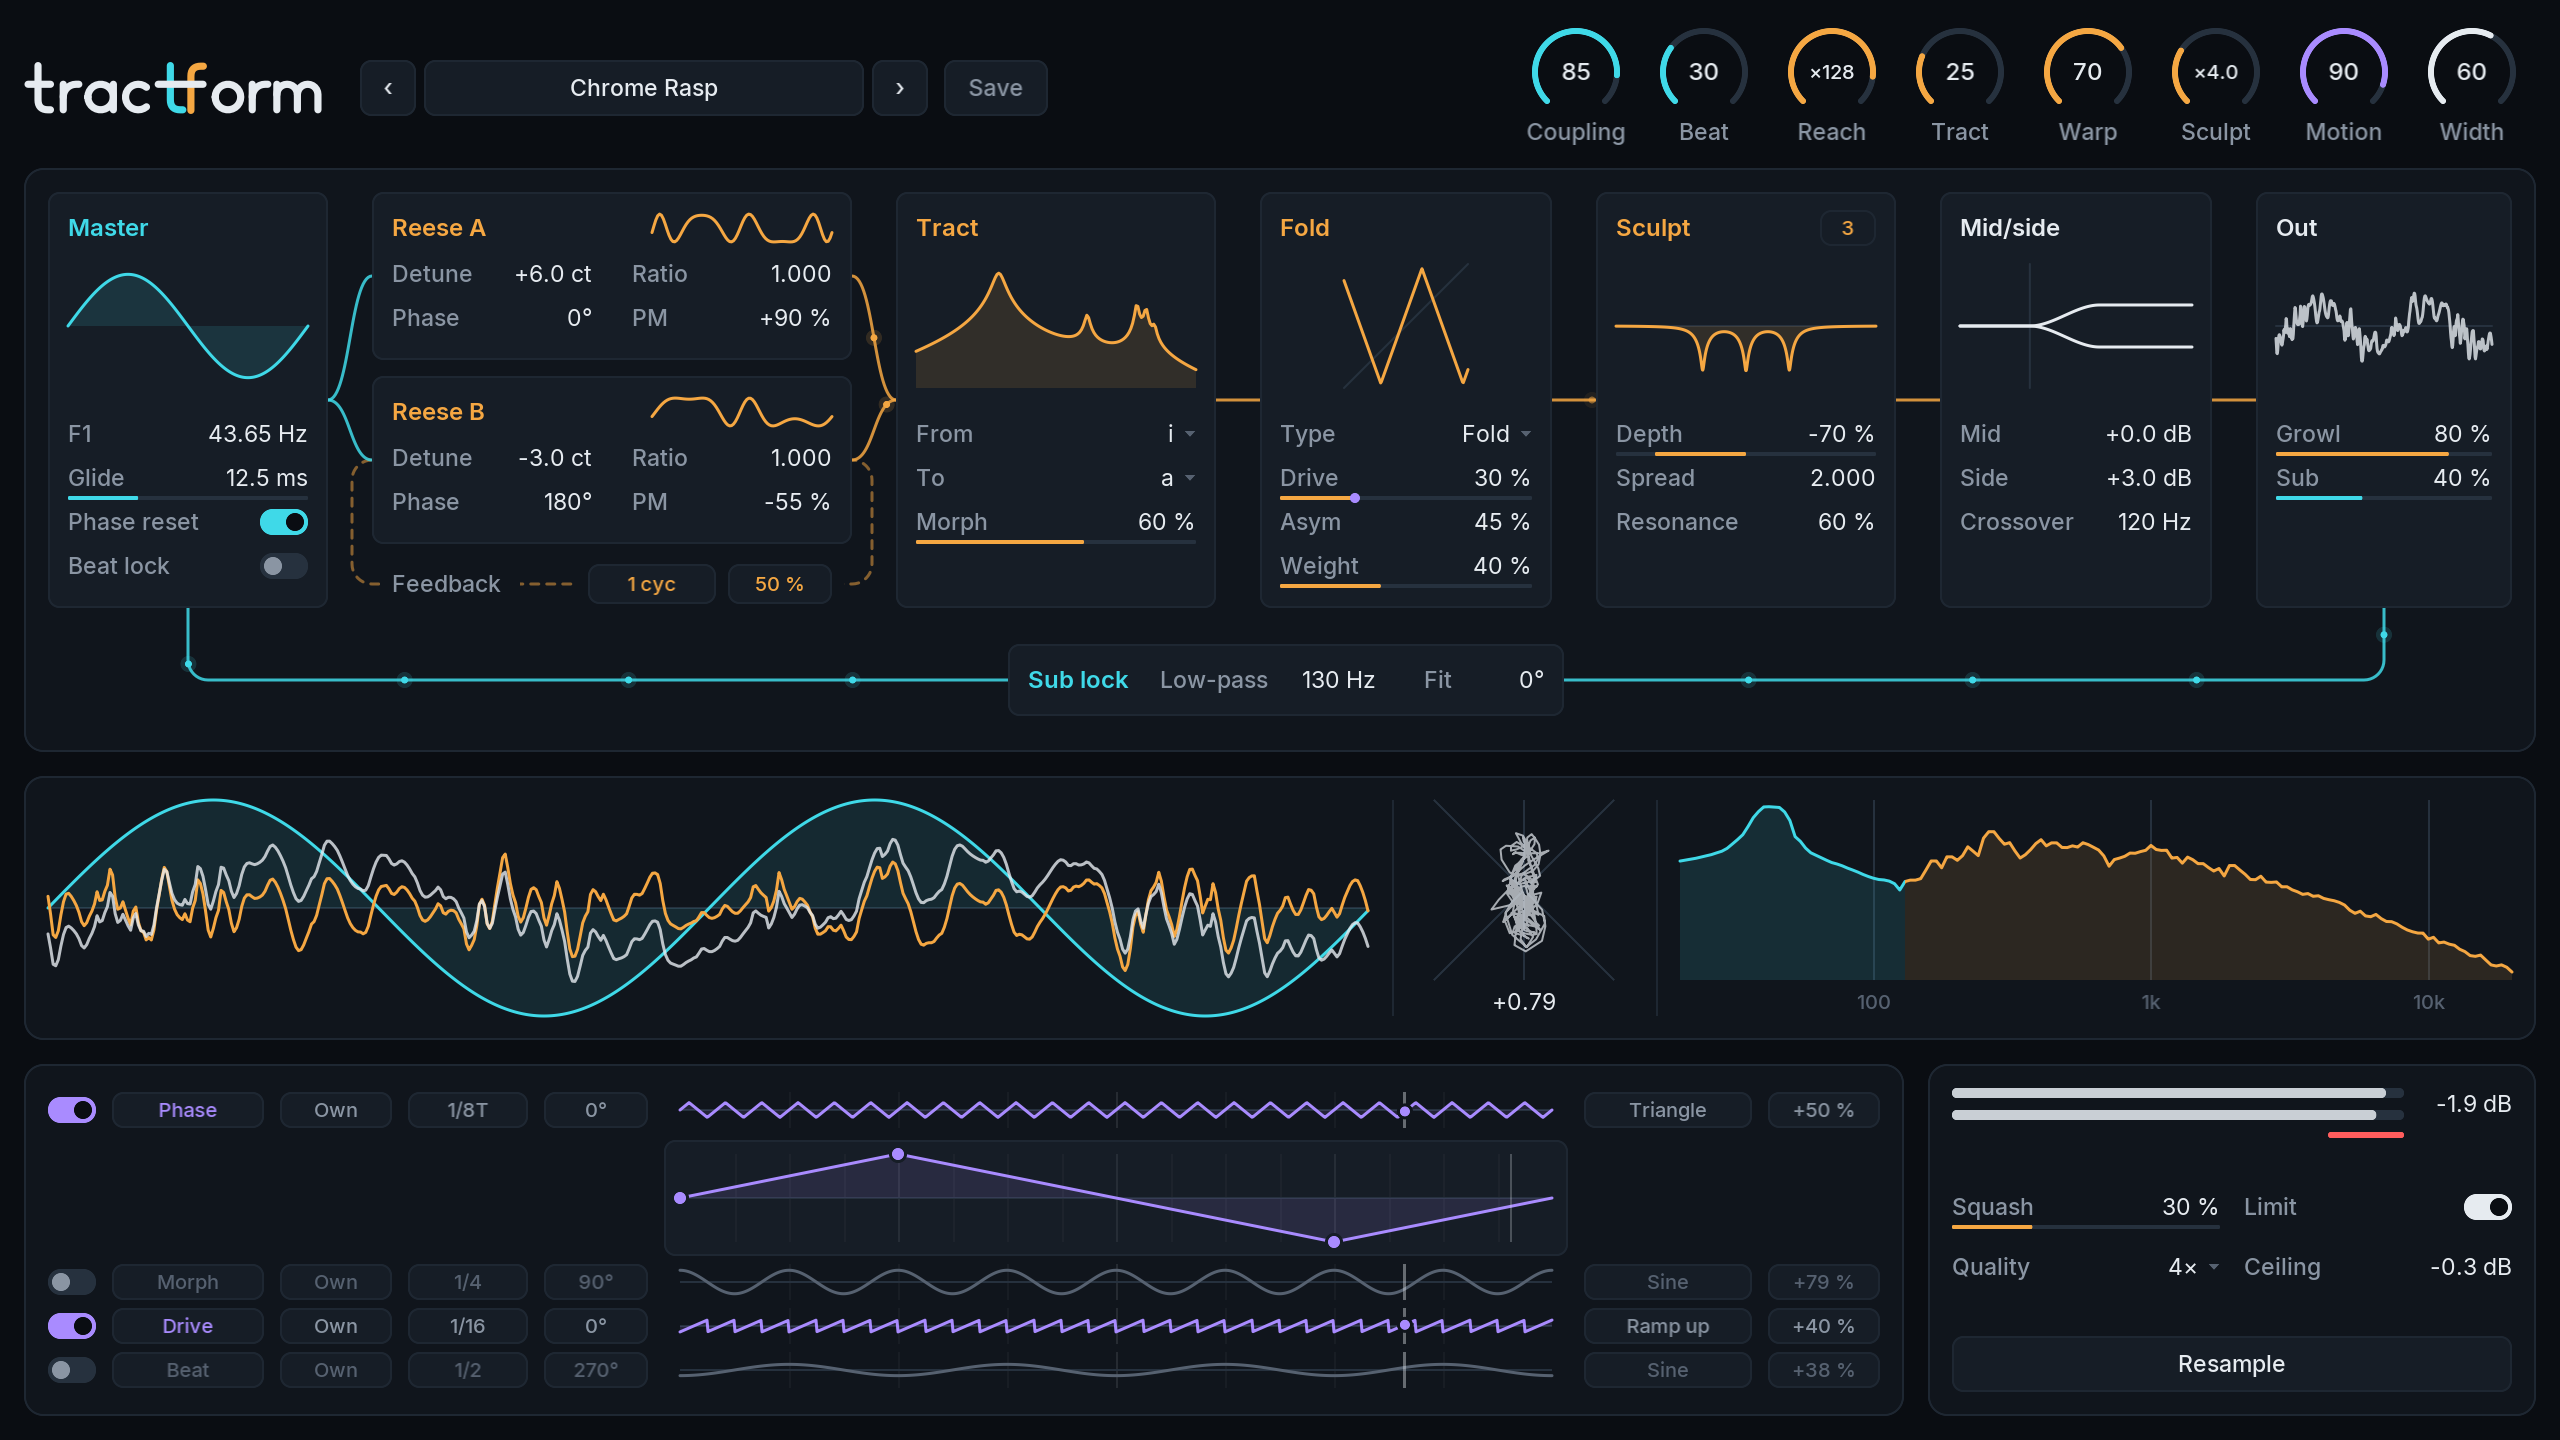 tractform
‹ Chrome Rasp › Save
85 30 ×128 25 70 ×4.0 90 60
Coupling Beat Reach Tract Warp Sculpt Motion Width
Master
F1 43.65 Hz
Glide 12.5 ms
Phase reset
Beat lock
Reese A
Detune +6.0 ct Ratio 1.000
Phase 0° PM +90 %
Reese B
Detune -3.0 ct Ratio 1.000
Phase 180° PM -55 %
Feedback 1 cyc 50 %
Tract
From i
To a
Morph 60 %
Fold
Type Fold
Drive 30 %
Asym 45 %
Weight 40 %
Sculpt 3
Depth -70 %
Spread 2.000
Resonance 60 %
Mid/side
Mid +0.0 dB
Side +3.0 dB
Crossover 120 Hz
Out
Growl 80 %
Sub 40 %
Sub lock Low-pass 130 Hz Fit 0°
+0.79
100 1k 10k
Phase Own 1/8T 0° Triangle +50 %
Morph Own 1/4 90° Sine +79 %
Drive Own 1/16 0° Ramp up +40 %
Beat Own 1/2 270° Sine +38 %
-1.9 dB
Squash 30 % Limit
Quality 4× Ceiling -0.3 dB
Resample